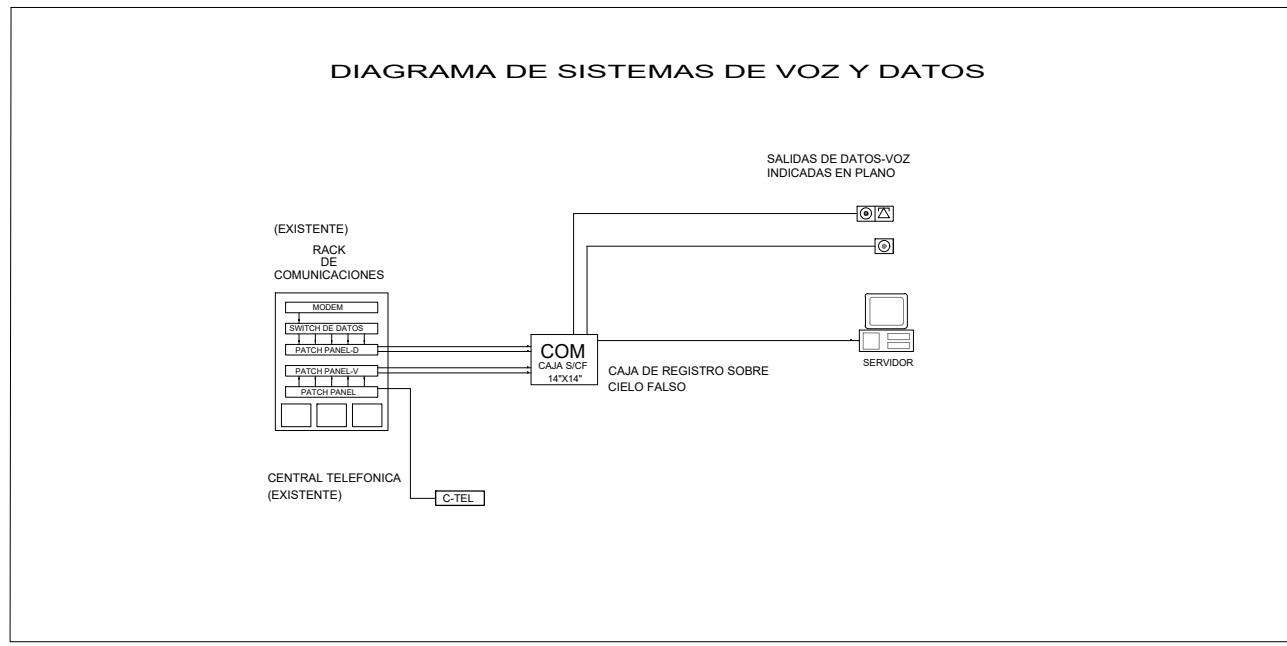 DIAGRAMA DE SISTEMAS DE VOZ Y DATOS
SALIDAS DE DATOS-VOZ
INDICADAS EN PLANO
(EXISTENTE)
RACK
DE
COMUNICACIONES
MODEM
SWITCH DE DATOS
PATCH PANEL-D
PATCH PANEL-V
PATCH PANEL
COM
CAJA S/CF
14"X14"
CAJA DE REGISTRO SOBRE
CIELO FALSO
SERVIDOR
CENTRAL TELEFONICA
(EXISTENTE)
C-TEL